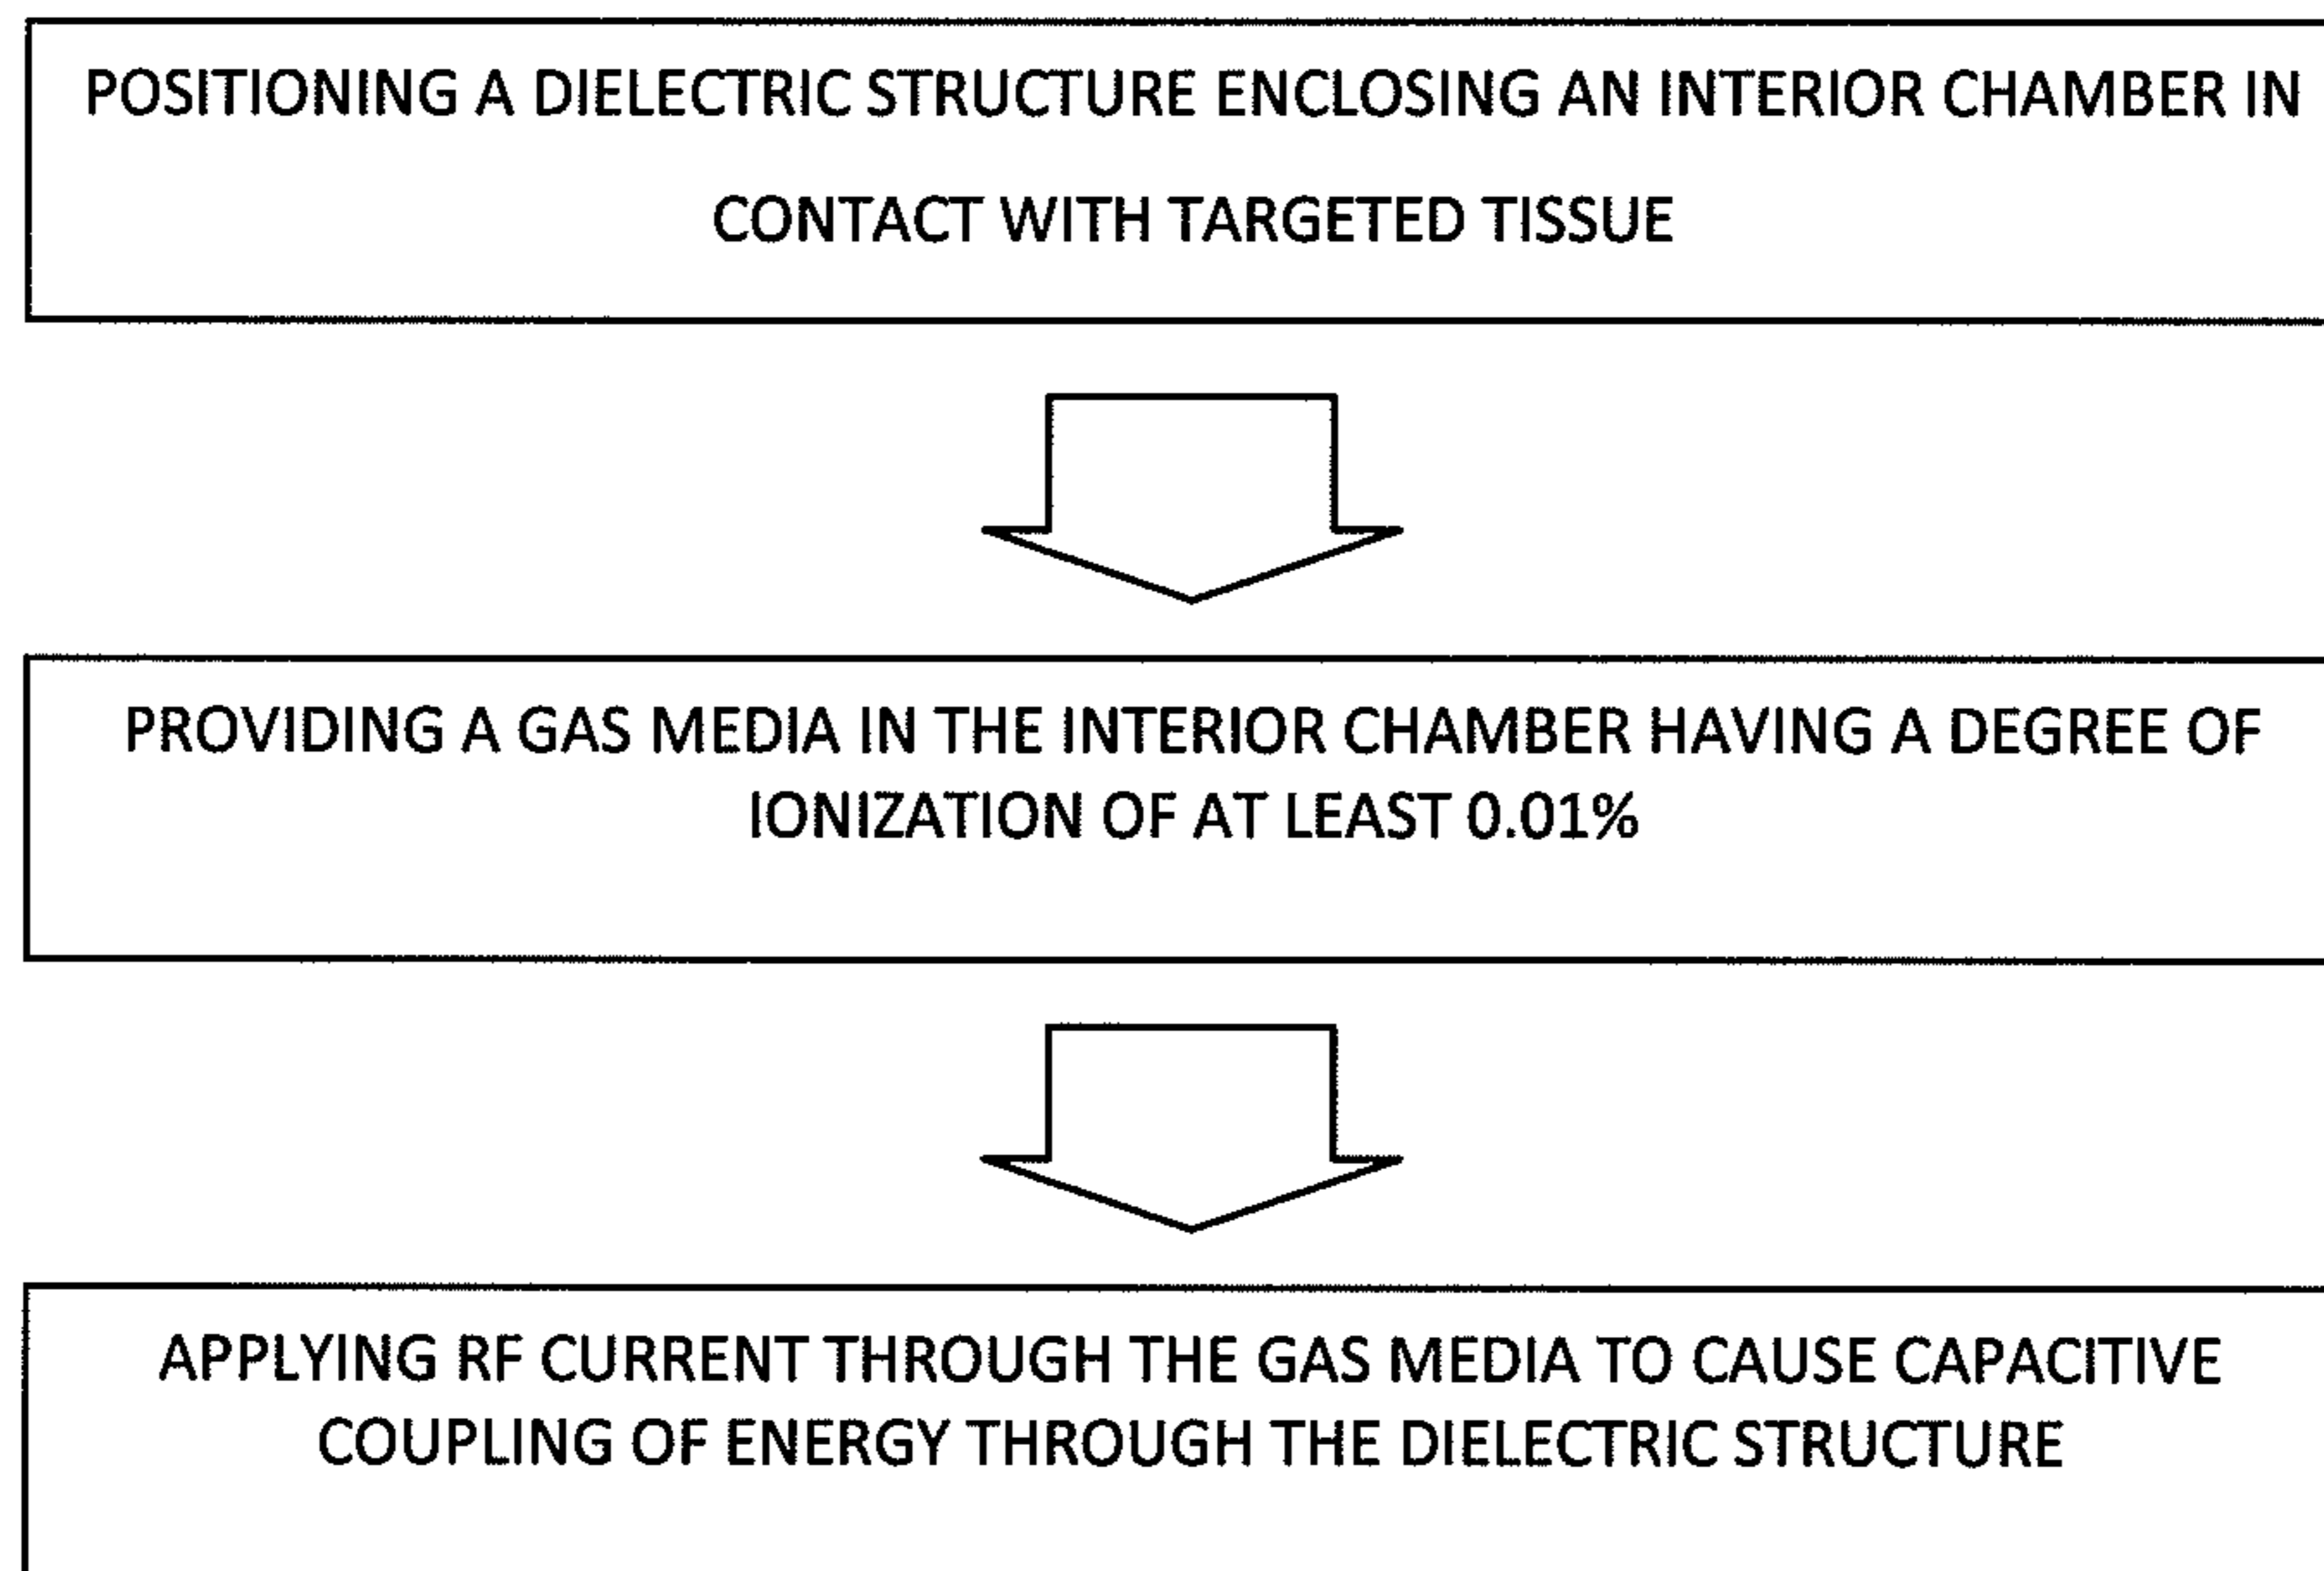 POSITIONING A DIELECTRIC STRUCTURE ENCLOSING AN INTERIOR CHAMBER IN
CONTACT WITH TARGETED TISSUE
PROVIDING A GAS MEDIA IN THE INTERIOR CHAMBER HAVING A DEGREE OF
IONIZATION OF AT LEAST 0.01%
APPLYING RF CURRENT THROUGH THE GAS MEDIA TO CAUSE CAPACITIVE
COUPLING OF ENERGY THROUGH THE DIELECTRIC STRUCTURE